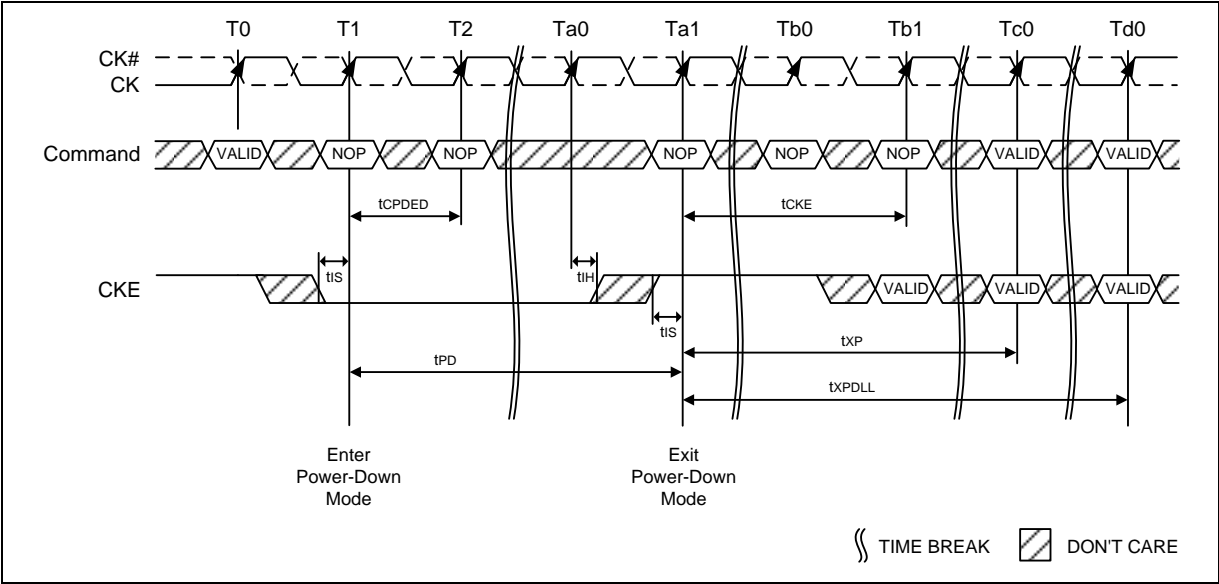 T0 T1 T2 Ta0 Ta1 Tb0 Tb1 Tc0 Td0
CK#
CK
Command VALID NOP NOP NOP NOP NOP VALID VALID
tCPDED tCKE
tIS tIH
CKE VALID VALID VALID
tIS
tXP
tPD
tXPDLL
Enter
Power-Down
Mode
Exit
Power-Down
Mode
TIME BREAK DON'T CARE